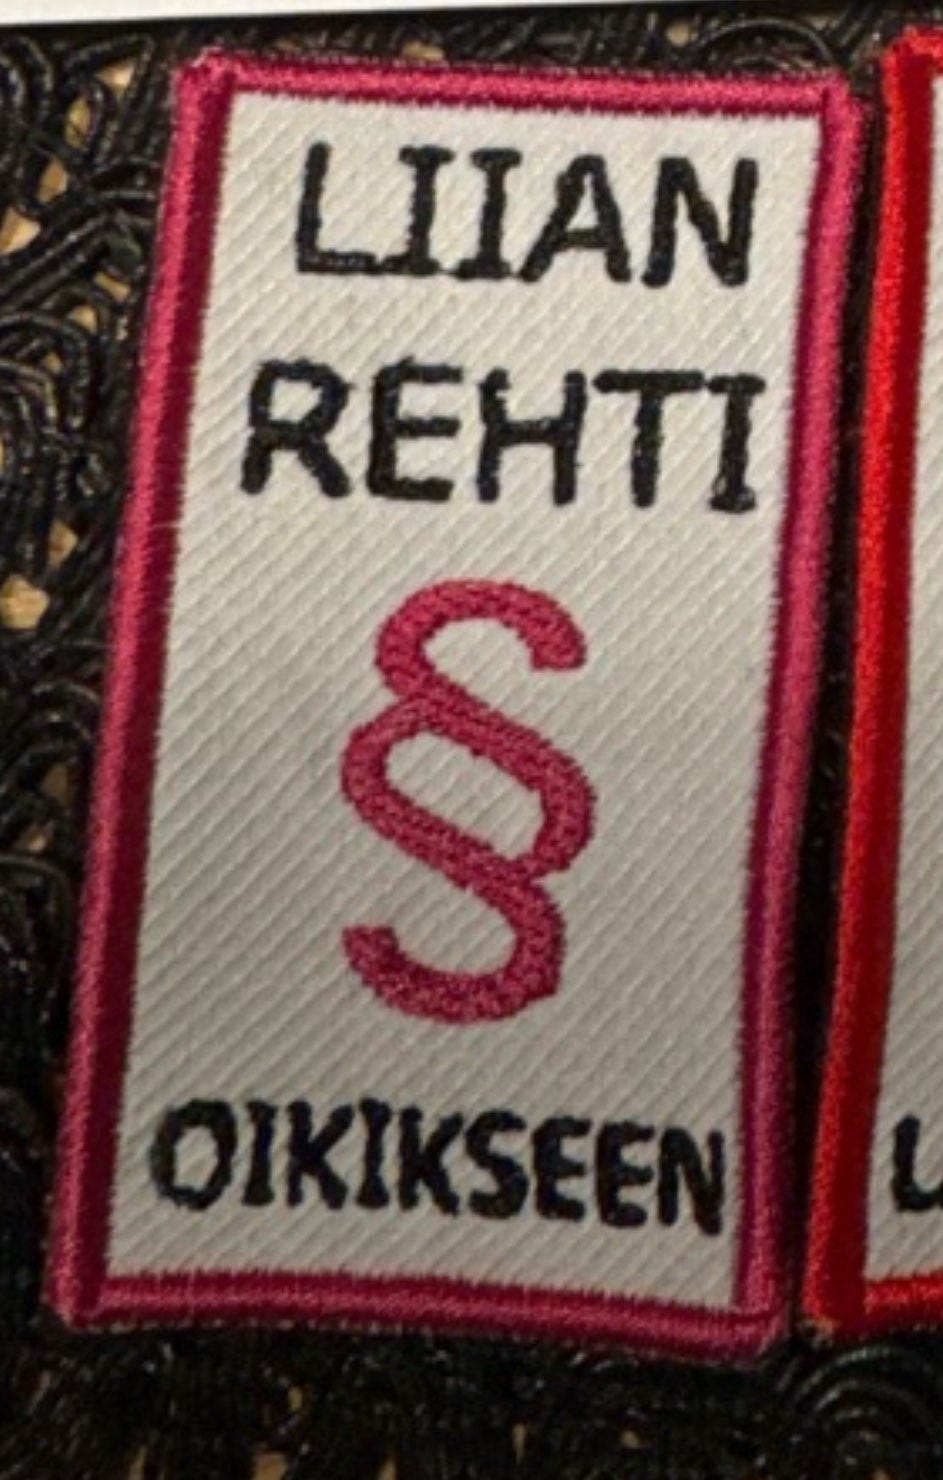 LIIAN
REHTI
§
OIKIKSEEN